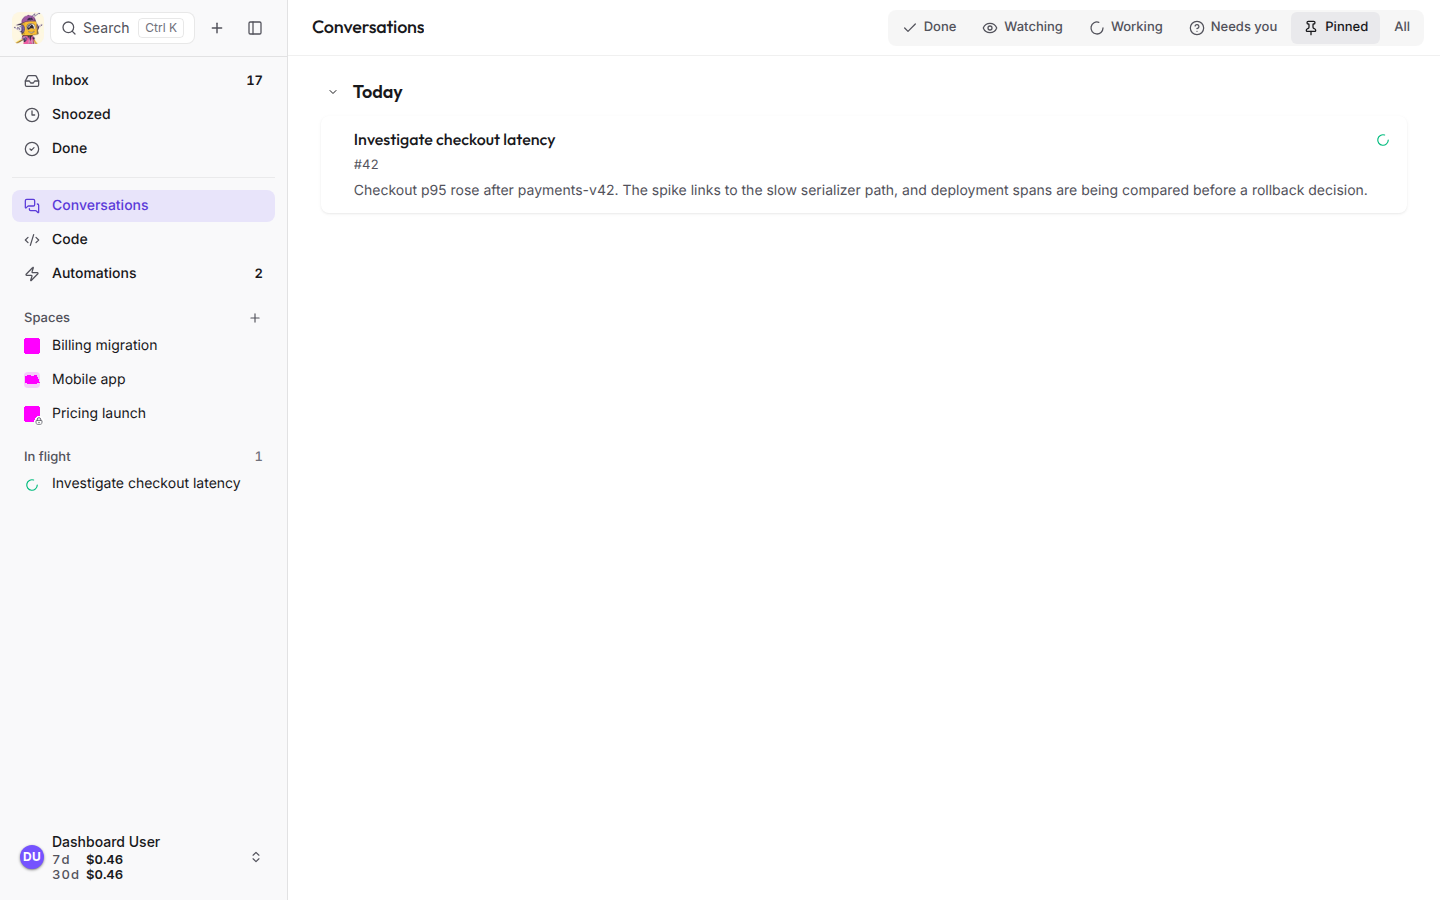 Search Ctrl K
Conversations
Done
Watching
Working
Needs you
Pinned
All
Inbox 17
Snoozed
Done
Conversations
Code
Automations 2
Spaces
Billing migration
Mobile app
Pricing launch
In flight 1
Investigate checkout latency
Today
Investigate checkout latency
#42
Checkout p95 rose after payments-v42. The spike links to the slow serializer path, and deployment spans are being compared before a rollback decision.
DU
Dashboard User
7d $0.46
30d $0.46